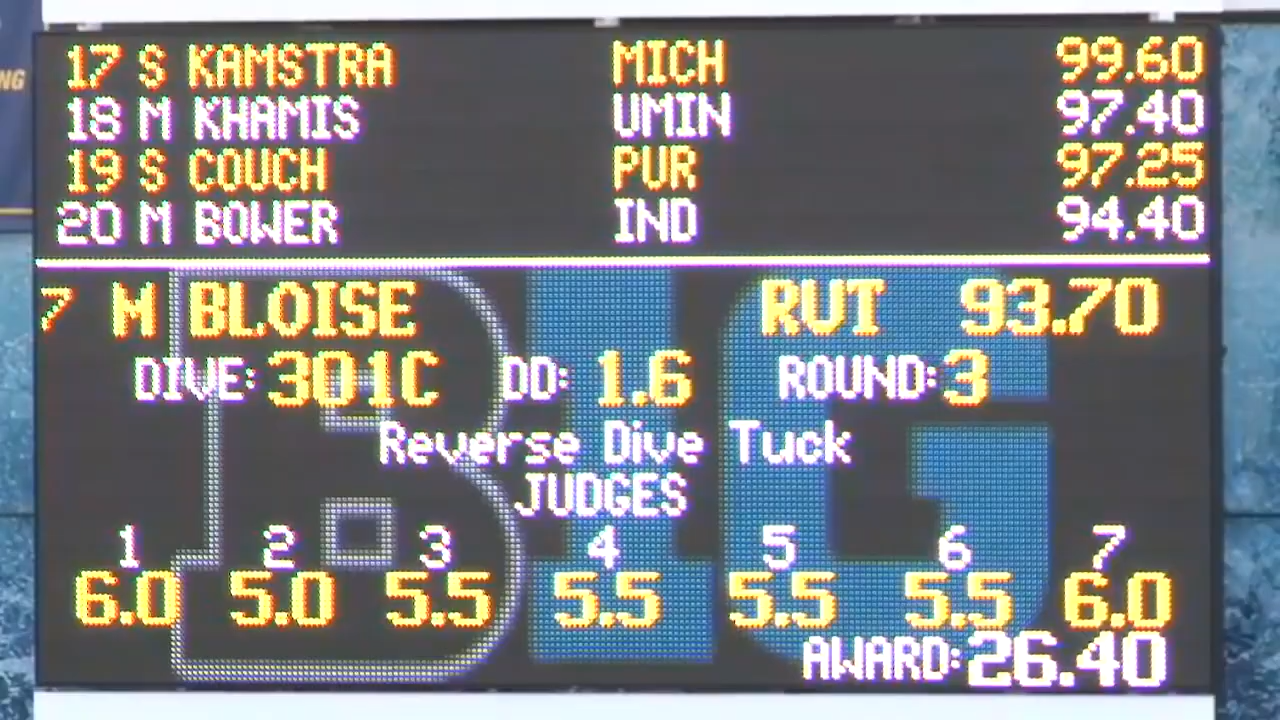 NG
17 S KAMSTRA MICH 99.60
18 M KHAMIS UMIN 97.40
19 S COUCH PUR 97.25
20 M BOWER IND 94.40
7 M BLOISE RUT 93.70
DIVE: 301C DD: 1.6 ROUND: 3
Reverse Dive Tuck
JUDGES
1 2 3 4 5 6 7
6.0 5.0 5.5 5.5 5.5 5.5 6.0
AWARD: 26.40
BIG